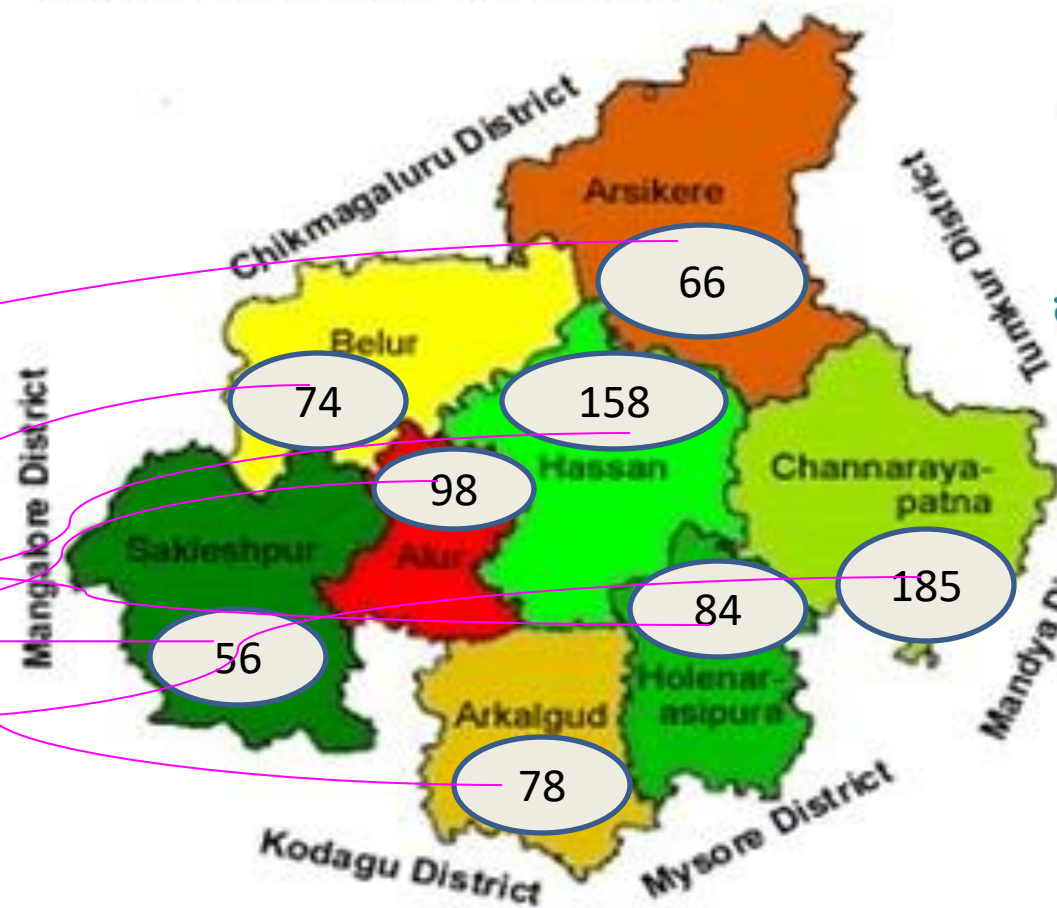 Chikmagaluru District
Arsikere
Tumkur District
66
Belur
74
158
Mangalore District
Hassan
98
Channaraya-
patna
Sakleshpur
Alur
185
84
56
Holenar-
asipura
Arkalgud
Mandya
78
Mysore District
Kodagu District